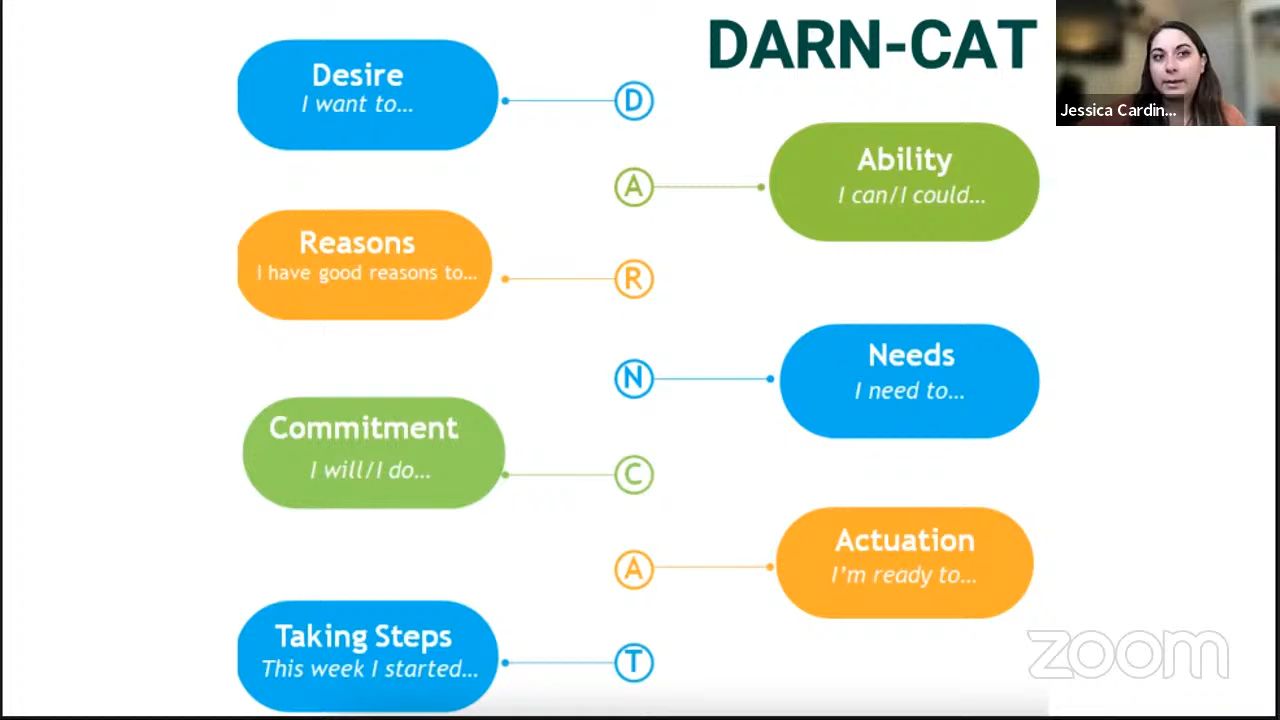 DARN-CAT
Jessica Cardin...
Desire
I want to...
D
A
Ability
I can/I could...
Reasons
I have good reasons to...
R
N
Needs
I need to...
Commitment
I will/I do...
C
A
Actuation
I'm ready to...
Taking Steps
This week I started...
T
zoom